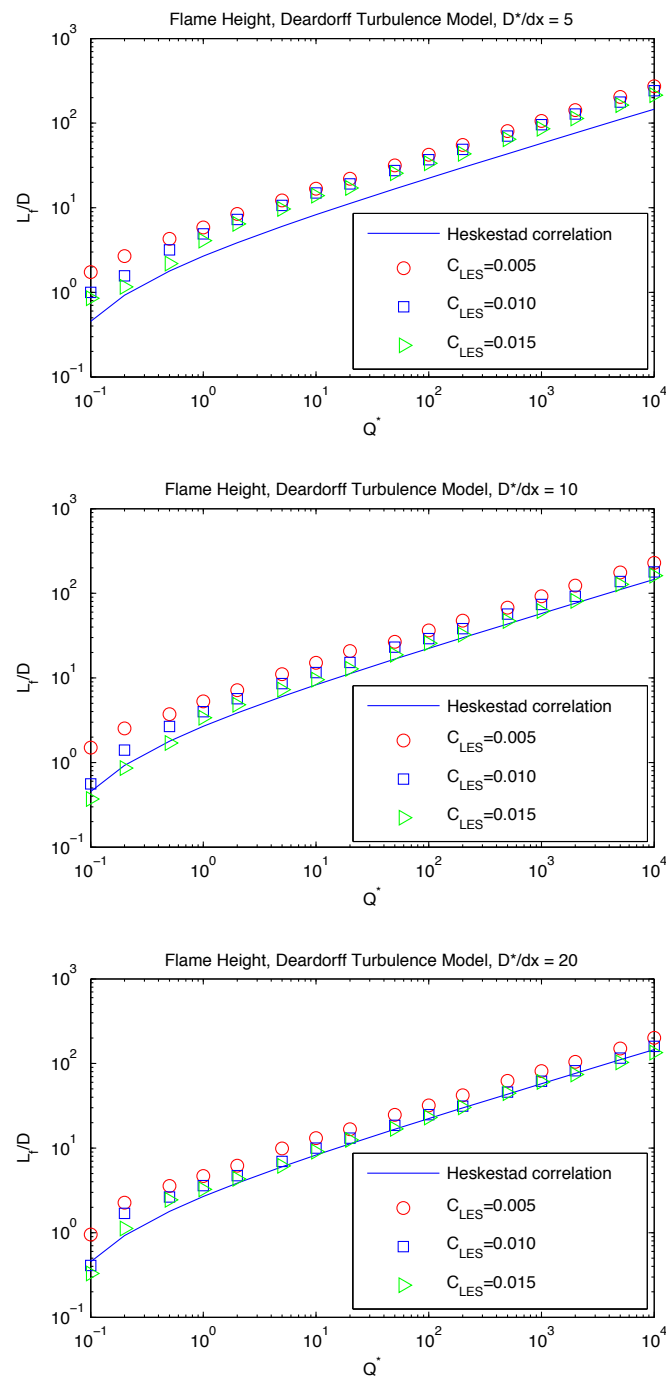 Flame Height, Deardorff Turbulence Model, D*/dx = 5
10^3
10^2
10^1
10^0
10^-1
L_f/D
Heskestad correlation
C_LES=0.005
C_LES=0.010
C_LES=0.015
10^-1 10^0 10^1 10^2 10^3 10^4
Q^*
Flame Height, Deardorff Turbulence Model, D*/dx = 10
10^3
10^2
10^1
10^0
10^-1
L_f/D
Heskestad correlation
C_LES=0.005
C_LES=0.010
C_LES=0.015
10^-1 10^0 10^1 10^2 10^3 10^4
Q^*
Flame Height, Deardorff Turbulence Model, D*/dx = 20
10^3
10^2
10^1
10^0
10^-1
L_f/D
Heskestad correlation
C_LES=0.005
C_LES=0.010
C_LES=0.015
10^-1 10^0 10^1 10^2 10^3 10^4
Q^*